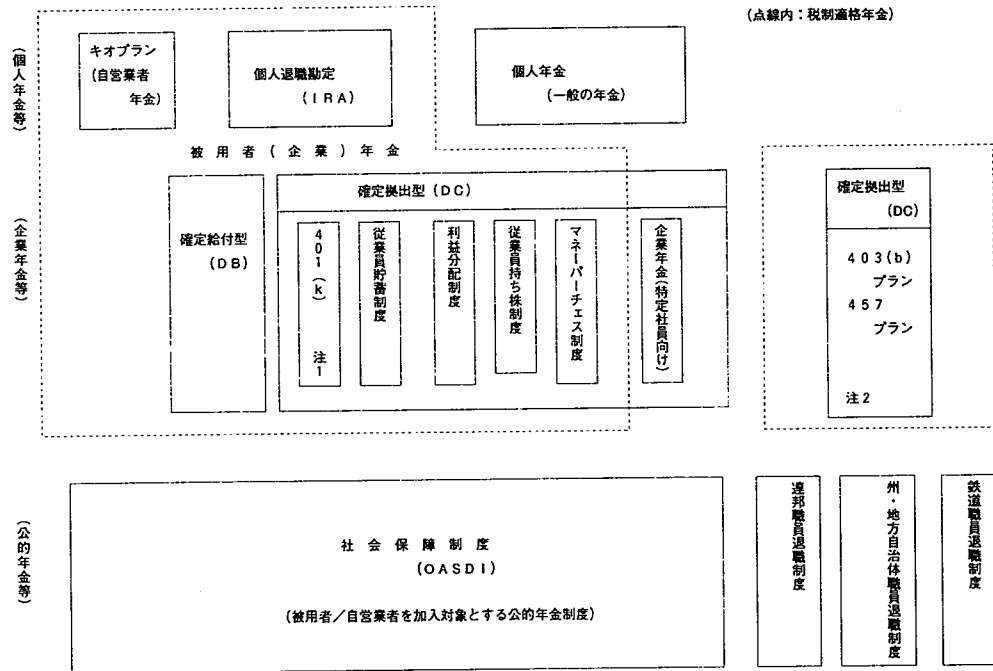 (点線内：税制適格年金)
(個人年金等)
キオプラン
(自営業者
年金)
個人退職勘定
(IRA)
個人年金
(一般の年金)
被用者(企業)年金
(企業年金等)
確定給付型
(DB)
確定拠出型(DC)
401(k) 注1
従業員貯蓄制度
利益分配制度
従業員持ち株制度
マネーパーチェス制度
企業年金(特定社員向け)
確定拠出型
(DC)
403(b)
プラン
457
プラン
注2
(公的年金等)
社会保障制度
(OASDI)
(被用者／自営業者を加入対象とする公的年金制度)
連邦職員退職制度
州・地方自治体職員退職制度
鉄道職員退職制度